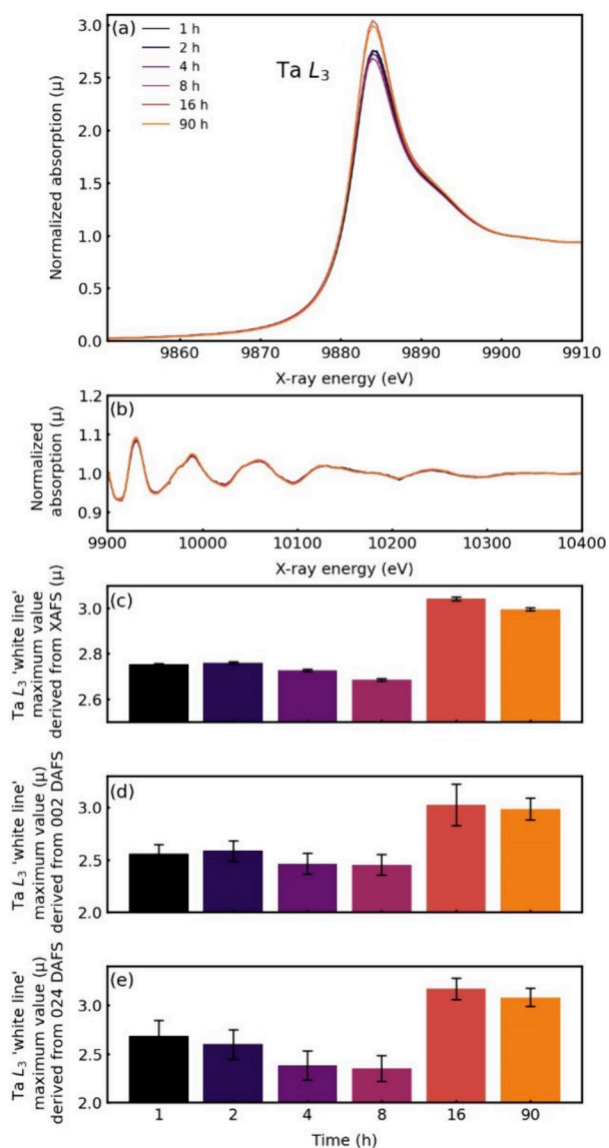 (a)
1 h
2 h
4 h
8 h
16 h
90 h
Ta L₃
Normalized absorption (μ)
3.0
2.5
2.0
1.5
1.0
0.5
0.0
9860 9870 9880 9890 9900 9910
X-ray energy (eV)
(b)
Normalized
absorption (μ)
1.2
1.1
1.0
0.9
9900 10000 10100 10200 10300 10400
X-ray energy (eV)
(c)
Ta L₃ 'white line'
maximum value
derived from XAFS (μ)
3.0
2.8
2.6
(d)
Ta L₃ 'white line'
maximum value (μ)
derived from 002 DAFS
3.0
2.5
2.0
(e)
Ta L₃ 'white line'
maximum value (μ)
derived from 024 DAFS
3.0
2.5
2.0
1 2 4 8 16 90
Time (h)